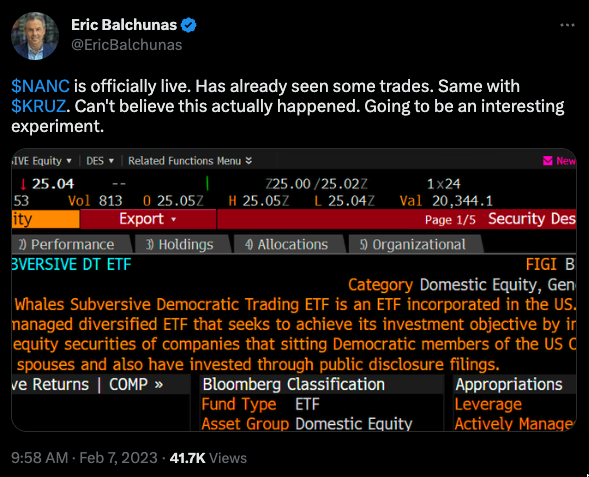 Eric Balchunas
@EricBalchunas
$NANC is officially live. Has already seen some trades. Same with
$KRUZ. Can't believe this actually happened. Going to be an interesting
experiment.
IVE Equity DES Related Functions Menu New
25.04 -- Z25.00/25.02Z 1x24
53 Vol 813 O 25.05Z H 25.05Z L 25.04Z Val 20,344.1
ity Export Page 1/5 Security Des
2) Performance 3) Holdings 4) Allocations 5) Organizational
BVERSIVE DT ETF FIGI B
Category Domestic Equity, Gen
Whales Subversive Democratic Trading ETF is an ETF incorporated in the US.
managed diversified ETF that seeks to achieve its investment objective by in
equity securities of companies that sitting Democratic members of the US C
spouses and also have invested through public disclosure filings.
ve Returns | COMP » Bloomberg Classification Appropriations
Fund Type ETF Leverage
Asset Group Domestic Equity Actively Manage
9:58 AM · Feb 7, 2023 · 41.7K Views